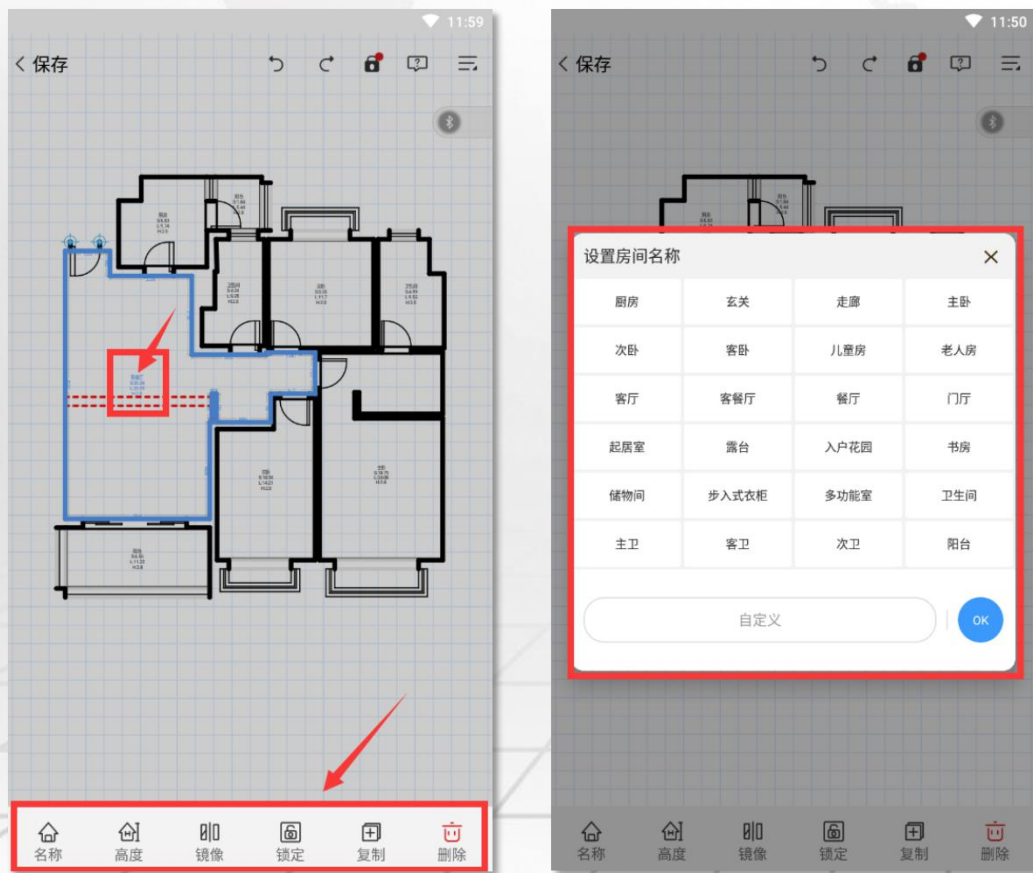 11:59
保存
名称 高度 镜像 锁定 复制 删除
11:50
保存
设置房间名称
厨房 玄关 走廊 主卧
次卧 客卧 儿童房 老人房
客厅 客餐厅 餐厅 门厅
起居室 露台 入户花园 书房
储物间 步入式衣柜 多功能室 卫生间
主卫 客卫 次卫 阳台
自定义 OK
名称 高度 镜像 锁定 复制 删除